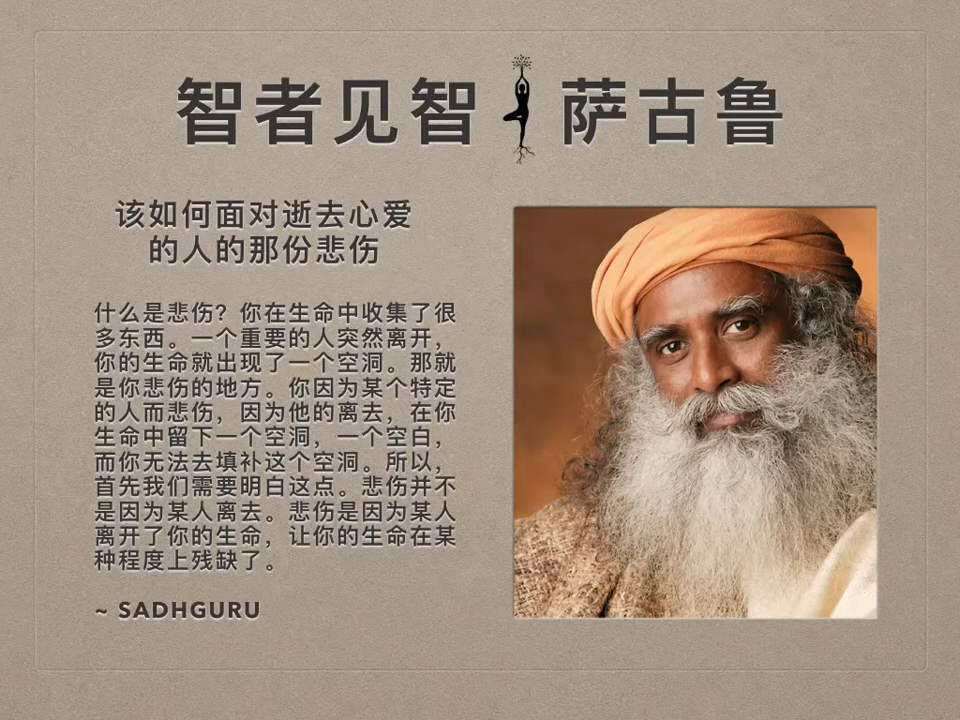 智者见智 萨古鲁
该如何面对逝去心爱
的人的那份悲伤
什么是悲伤？你在生命中收集了很
多东西。一个重要的人突然离开，
你的生命就出现了一个空洞。那就
是你悲伤的地方。你因为某个特定
的人而悲伤，因为他的离去，在你
生命中留下一个空洞，一个空白，
而你无法去填补这个空洞。所以，
首先我们需要明白这点。悲伤并不
是因为某人离去。悲伤是因为某人
离开了你的生命，让你的生命在某
种程度上残缺了。
~ SADHGURU